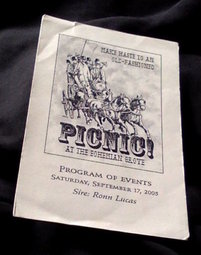 MAKE HASTE TO AN
OLD-FASHIONED
PICNIC!
AT THE BOHEMIAN GROVE
PROGRAM OF EVENTS
SATURDAY, SEPTEMBER 17, 2005
Sire: Ronn Lucas